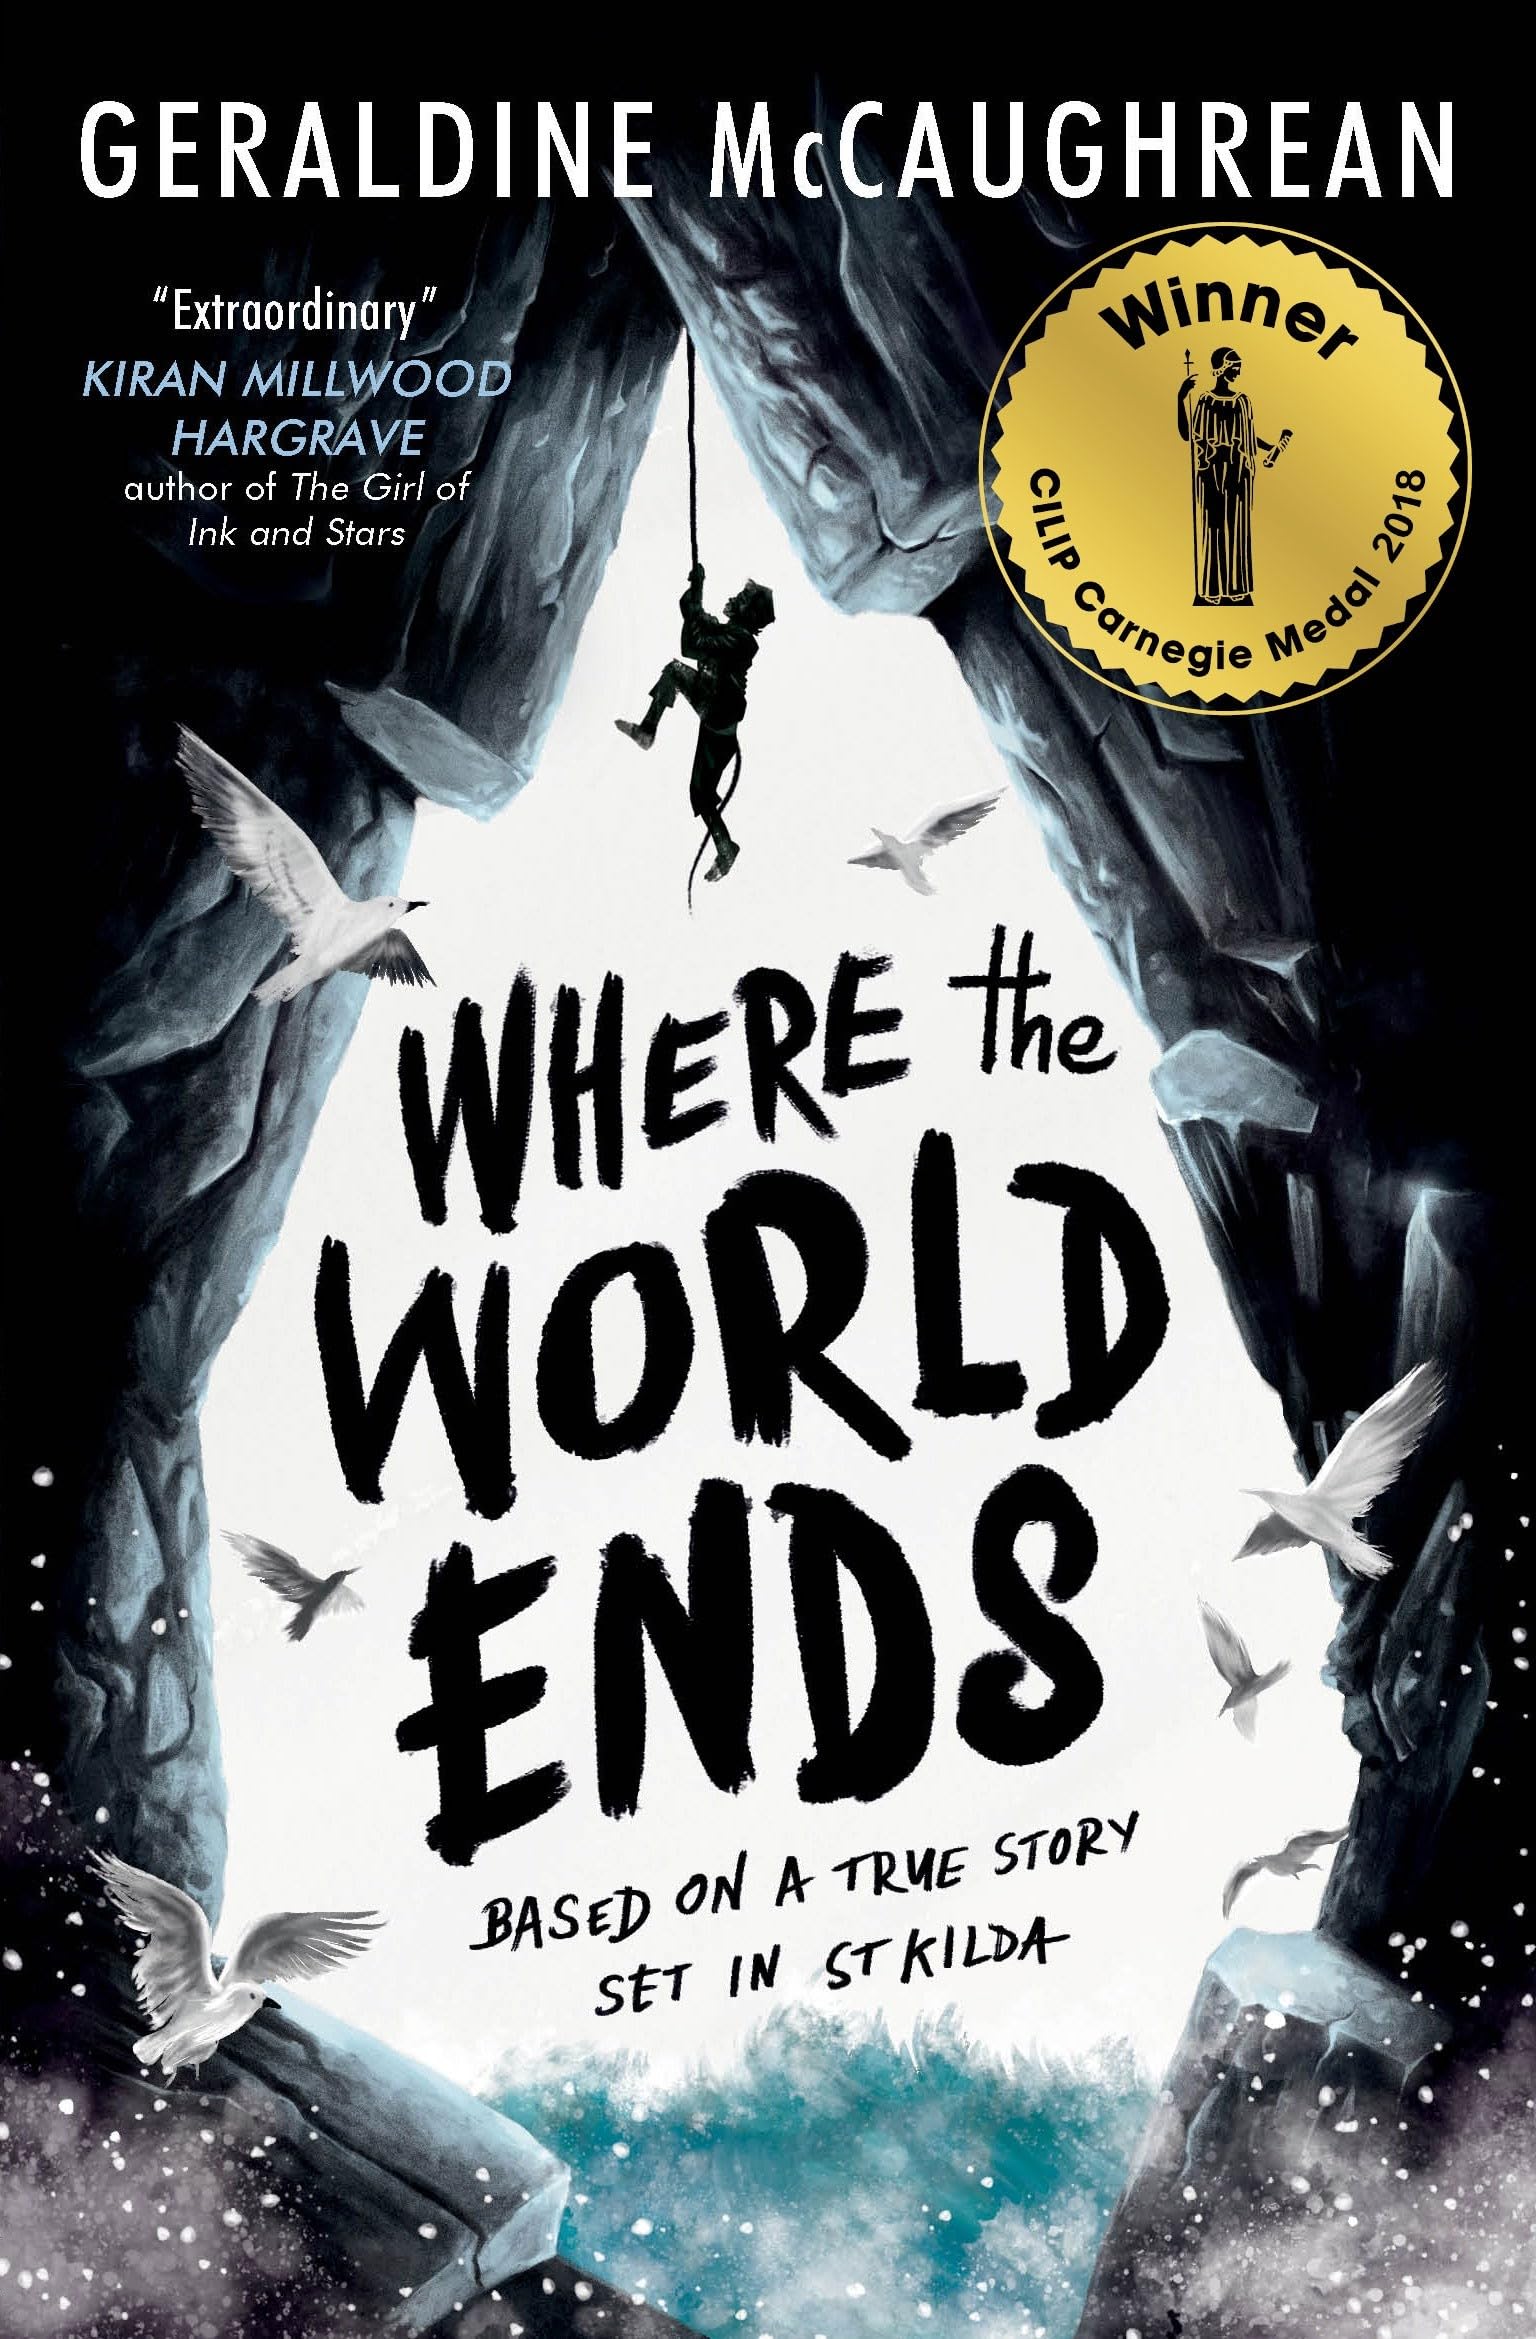 GERALDINE McCAUGHREAN
"Extraordinary"
KIRAN MILLWOOD
HARGRAVE
author of The Girl of
Ink and Stars
Winner
CILIP Carnegie Medal 2018
WHERE the
WORLD
ENDS
BASED ON A TRUE STORY
SET IN ST KILDA